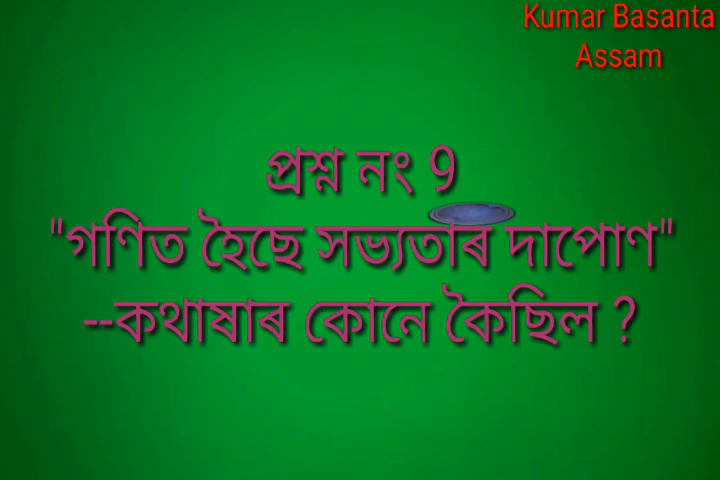 Kumar Basanta
Assam
প্ৰশ্ন নং 9
"গণিত হৈছে সভ্যতাৰ দাপোণ"
--কথাষাৰ কোনে কৈছিল ?